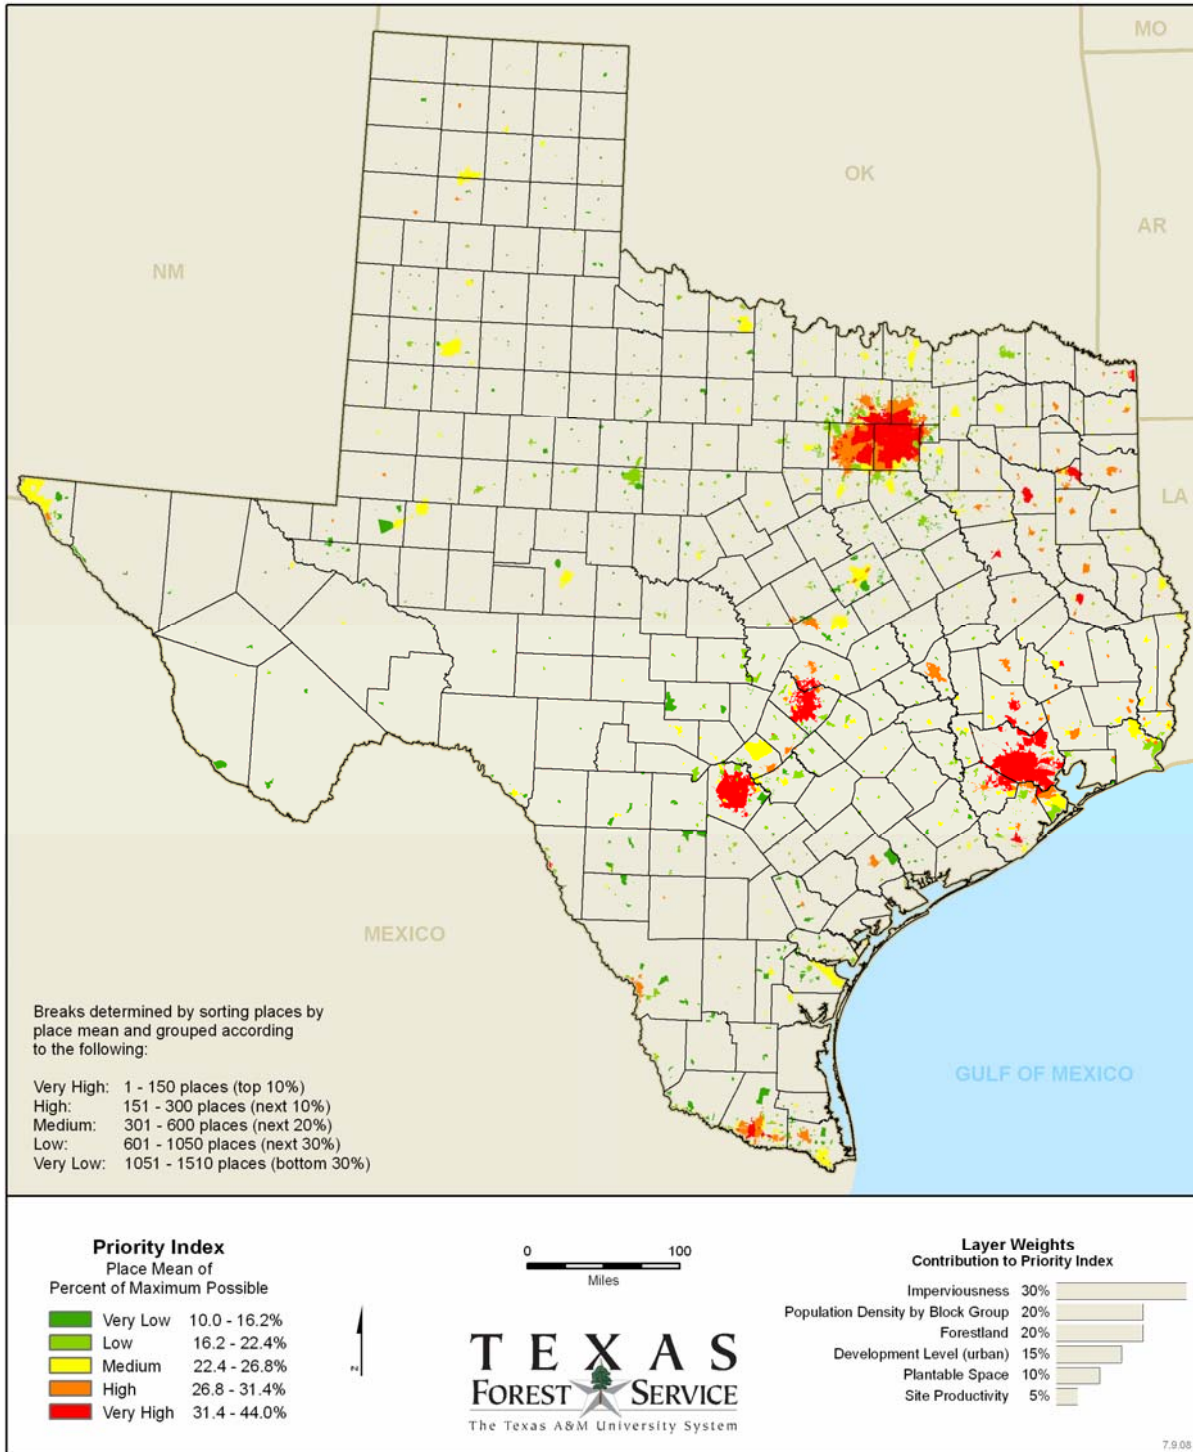 MO
OK
AR
NM
LA
MEXICO
GULF OF MEXICO
Breaks determined by sorting places by
place mean and grouped according
to the following:
Very High: 1 - 150 places (top 10%)
High: 151 - 300 places (next 10%)
Medium: 301 - 600 places (next 20%)
Low: 601 - 1050 places (next 30%)
Very Low: 1051 - 1510 places (bottom 30%)
Priority Index
Place Mean of
Percent of Maximum Possible
Very Low 10.0 - 16.2%
Low 16.2 - 22.4%
Medium 22.4 - 26.8%
High 26.8 - 31.4%
Very High 31.4 - 44.0%
N
0 100
Miles
TEXAS
FOREST SERVICE
The Texas A&M University System
Layer Weights
Contribution to Priority Index
Imperviousness 30%
Population Density by Block Group 20%
Forestland 20%
Development Level (urban) 15%
Plantable Space 10%
Site Productivity 5%
7.9.08